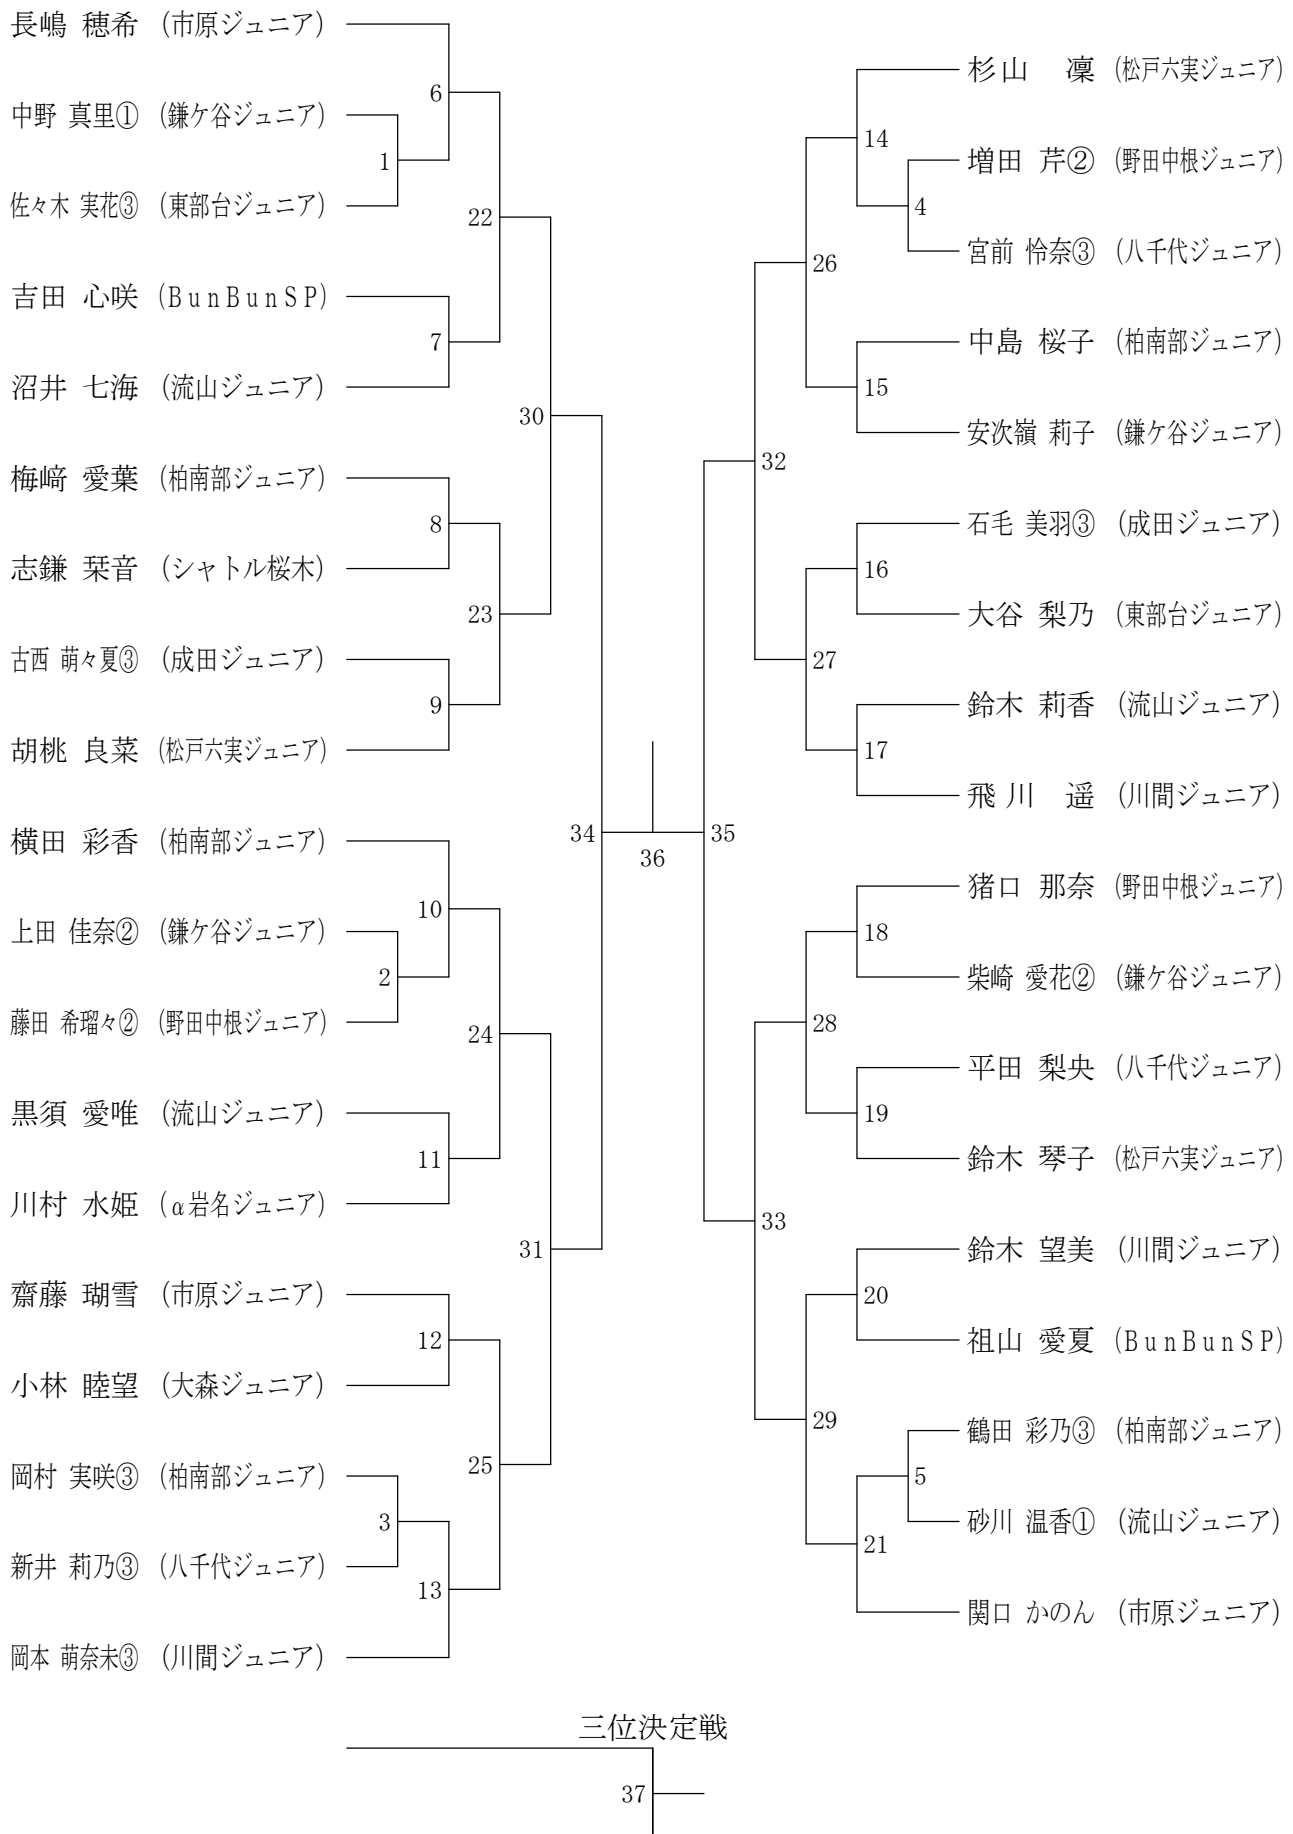 長嶋 穂希 (市原ジュニア)
6
中野 真里① (鎌ケ谷ジュニア)
1
佐々木 実花③ (東部台ジュニア)
22
吉田 心咲 (BunBunSP)
7
沼井 七海 (流山ジュニア)
30
梅﨑 愛葉 (柏南部ジュニア)
8
志鎌 栞音 (シャトル桜木)
23
古西 萌々夏③ (成田ジュニア)
9
胡桃 良菜 (松戸六実ジュニア)
34
横田 彩香 (柏南部ジュニア)
10
上田 佳奈② (鎌ケ谷ジュニア)
2
藤田 希瑠々② (野田中根ジュニア)
24
黒須 愛唯 (流山ジュニア)
11
川村 水姫 (α岩名ジュニア)
31
齋藤 瑚雪 (市原ジュニア)
12
小林 睦望 (大森ジュニア)
25
岡村 実咲③ (柏南部ジュニア)
3
新井 莉乃③ (八千代ジュニア)
13
岡本 萌奈未③ (川間ジュニア)
36
杉山 凜 (松戸六実ジュニア)
14
増田 芹② (野田中根ジュニア)
4
宮前 怜奈③ (八千代ジュニア)
26
中島 桜子 (柏南部ジュニア)
15
安次嶺 莉子 (鎌ケ谷ジュニア)
32
石毛 美羽③ (成田ジュニア)
16
大谷 梨乃 (東部台ジュニア)
27
鈴木 莉香 (流山ジュニア)
17
飛川 遥 (川間ジュニア)
35
猪口 那奈 (野田中根ジュニア)
18
柴崎 愛花② (鎌ケ谷ジュニア)
28
平田 梨央 (八千代ジュニア)
19
鈴木 琴子 (松戸六実ジュニア)
33
鈴木 望美 (川間ジュニア)
20
祖山 愛夏 (BunBunSP)
29
鶴田 彩乃③ (柏南部ジュニア)
5
砂川 温香① (流山ジュニア)
21
関口 かのん (市原ジュニア)
三位決定戦
37